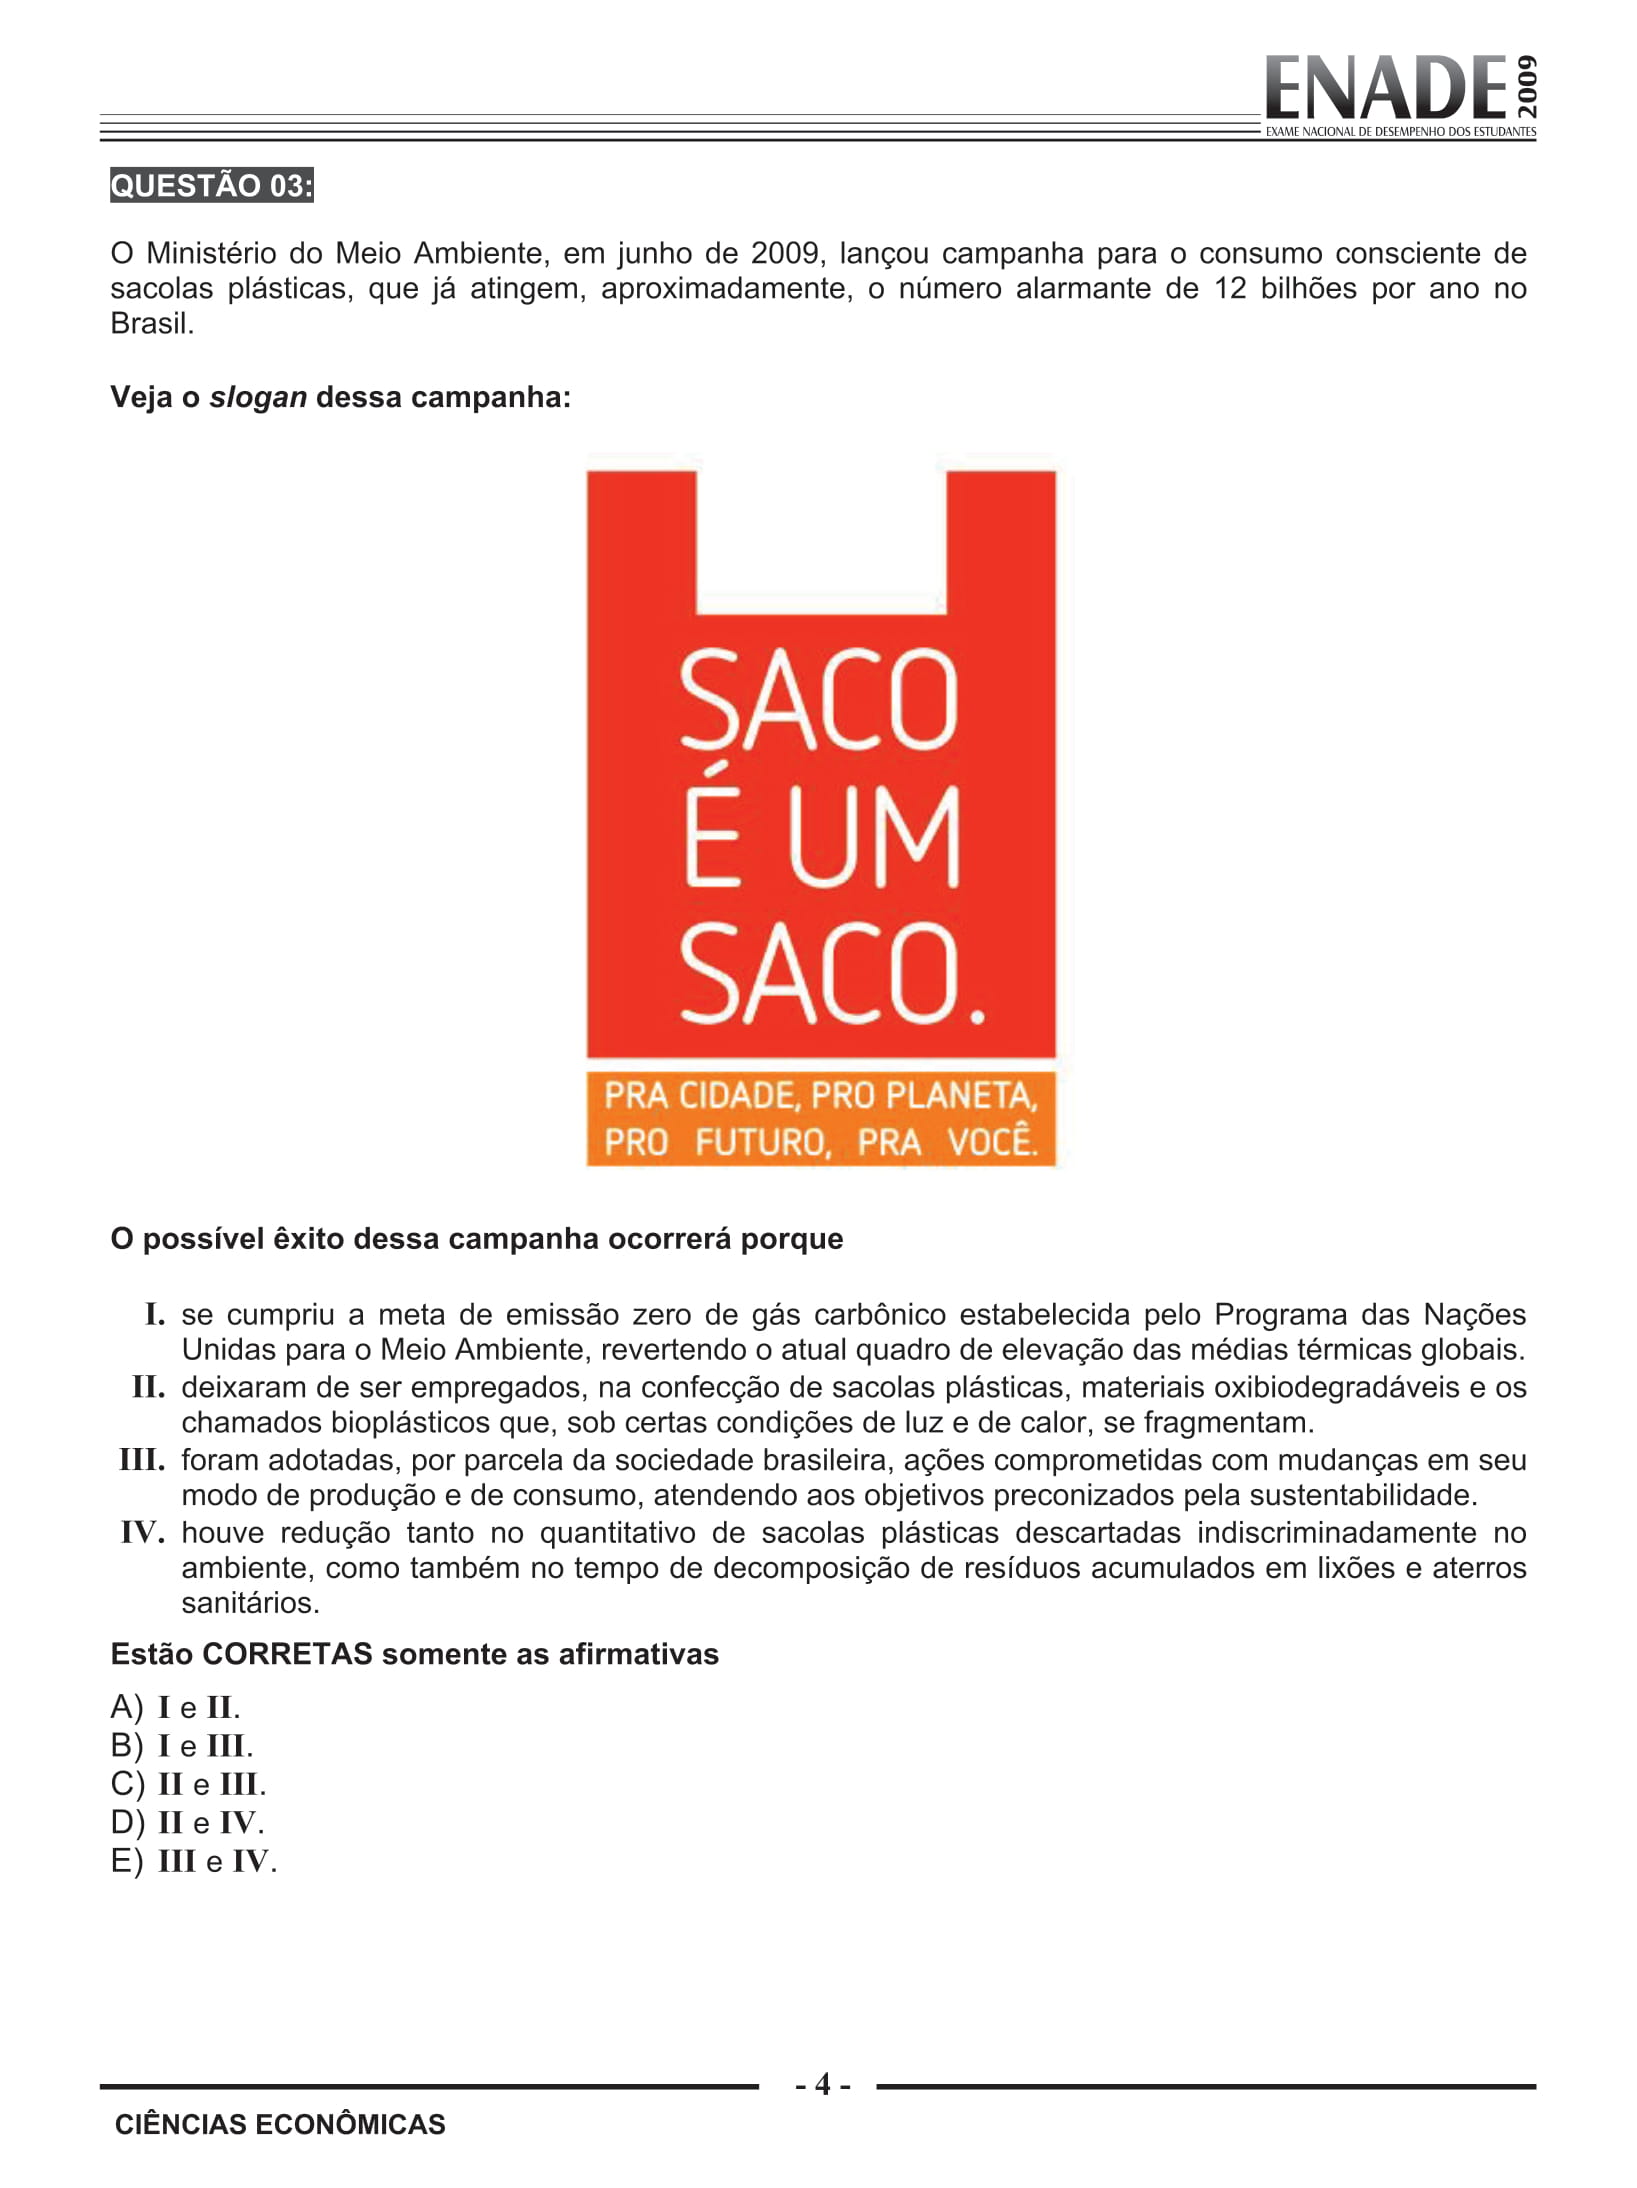 ENADE 2009
EXAME NACIONAL DE DESEMPENHO DOS ESTUDANTES
QUESTÃO 03:
O Ministério do Meio Ambiente, em junho de 2009, lançou campanha para o consumo consciente de
sacolas plásticas, que já atingem, aproximadamente, o número alarmante de 12 bilhões por ano no
Brasil.
Veja o slogan dessa campanha:
SACO
É UM
SACO.
PRA CIDADE, PRO PLANETA,
PRO FUTURO, PRA VOCÊ.
O possível êxito dessa campanha ocorrerá porque
I. se cumpriu a meta de emissão zero de gás carbônico estabelecida pelo Programa das Nações
Unidas para o Meio Ambiente, revertendo o atual quadro de elevação das médias térmicas globais.
II. deixaram de ser empregados, na confecção de sacolas plásticas, materiais oxibiodegradáveis e os
chamados bioplásticos que, sob certas condições de luz e de calor, se fragmentam.
III. foram adotadas, por parcela da sociedade brasileira, ações comprometidas com mudanças em seu
modo de produção e de consumo, atendendo aos objetivos preconizados pela sustentabilidade.
IV. houve redução tanto no quantitativo de sacolas plásticas descartadas indiscriminadamente no
ambiente, como também no tempo de decomposição de resíduos acumulados em lixões e aterros
sanitários.
Estão CORRETAS somente as afirmativas
A) I e II.
B) I e III.
C) II e III.
D) II e IV.
E) III e IV.
- 4 -
CIÊNCIAS ECONÔMICAS